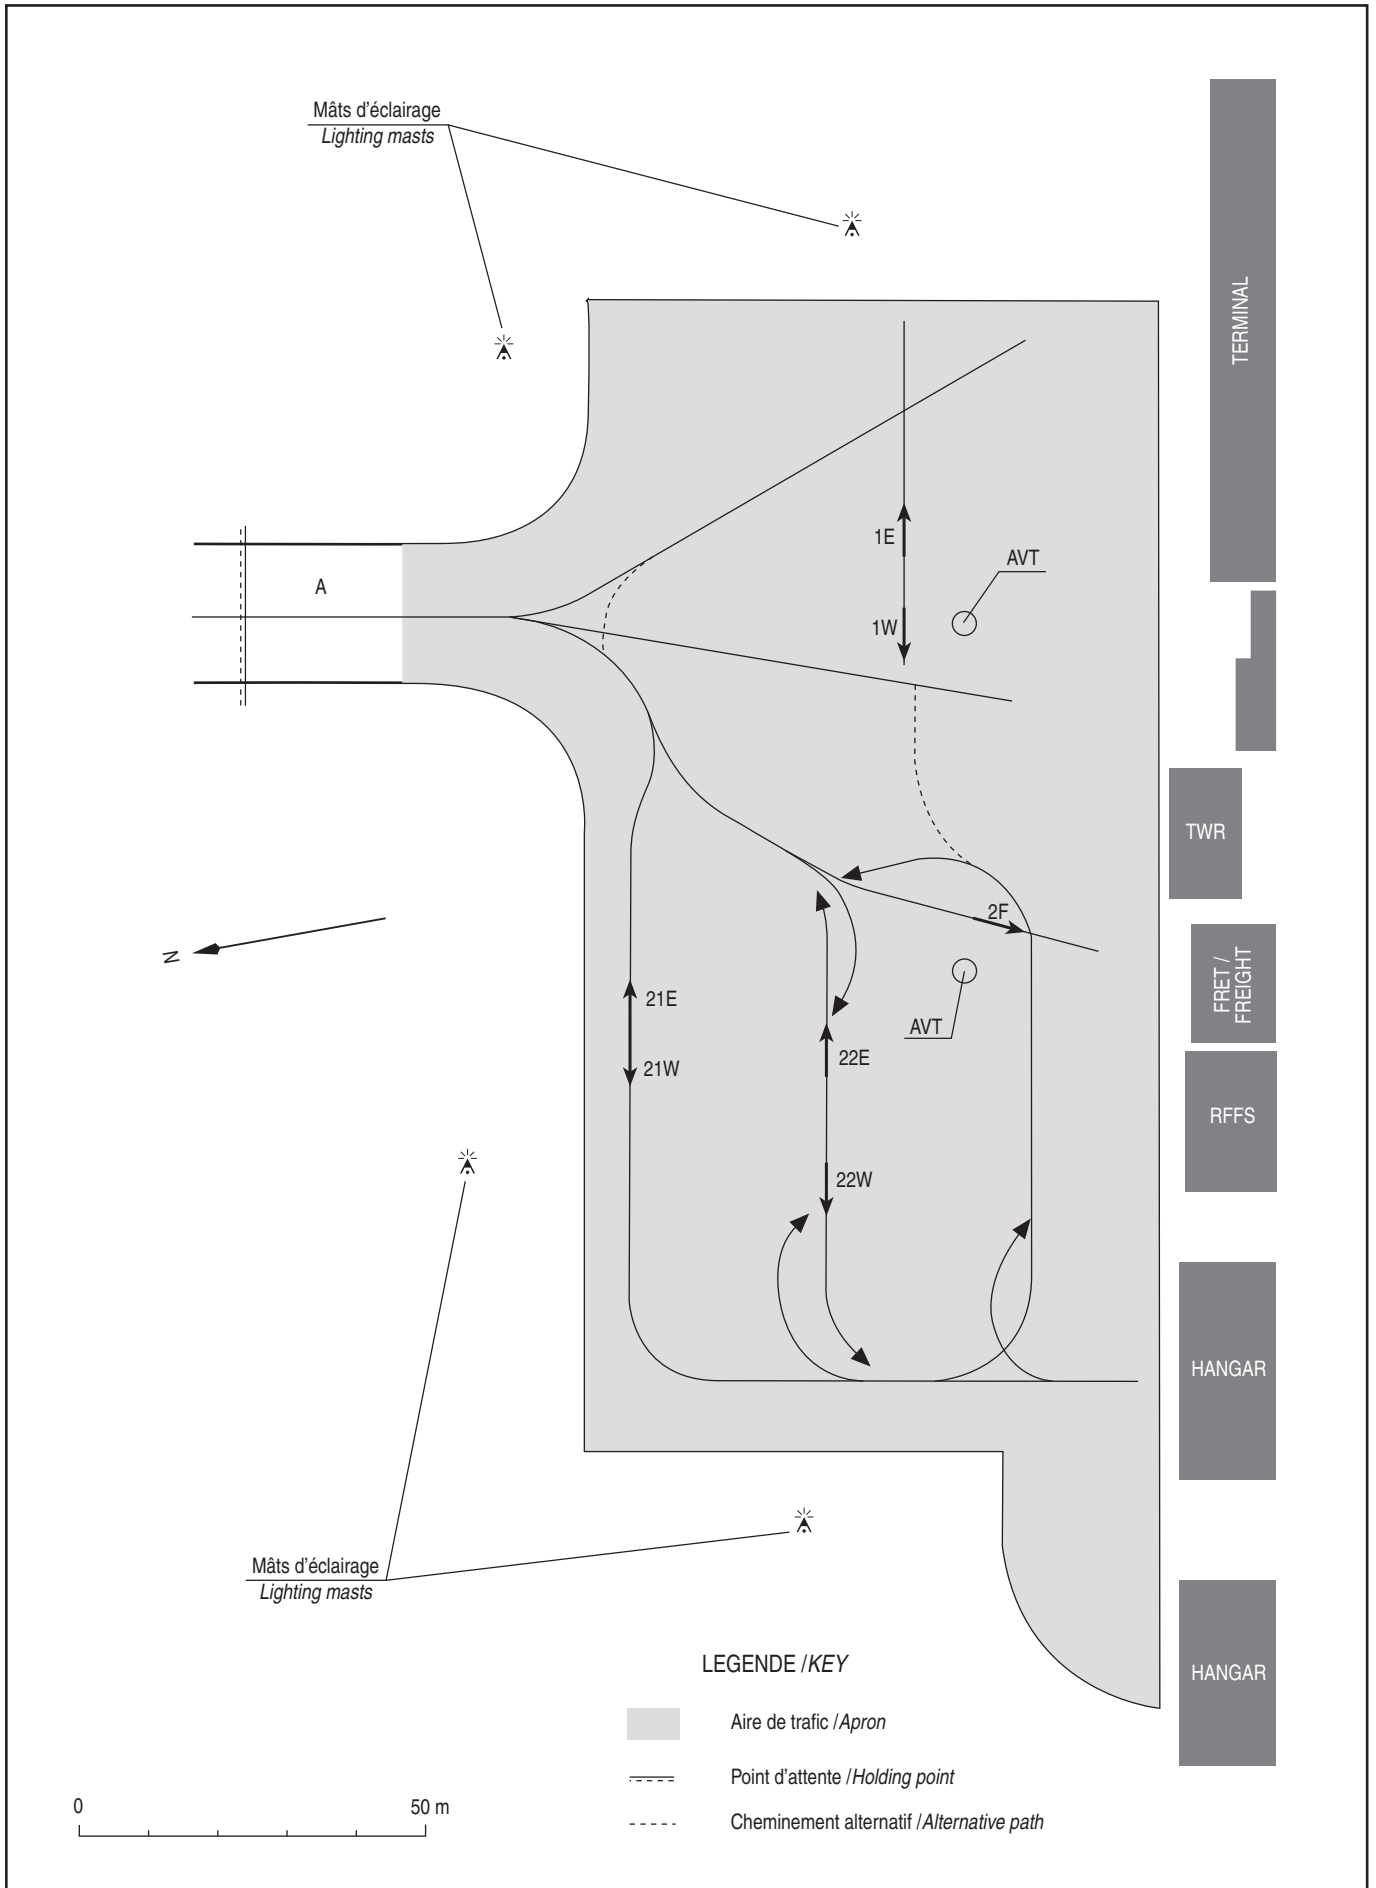 Mâts d'éclairage
Lighting masts
TERMINAL
1E
AVT
A
1W
TWR
2F
N
FRET /
FREIGHT
21E
AVT
22E
21W
RFFS
22W
HANGAR
Mâts d'éclairage
Lighting masts
LEGENDE /KEY
HANGAR
Aire de trafic /Apron
Point d'attente /Holding point
0 50 m
Cheminement alternatif /Alternative path